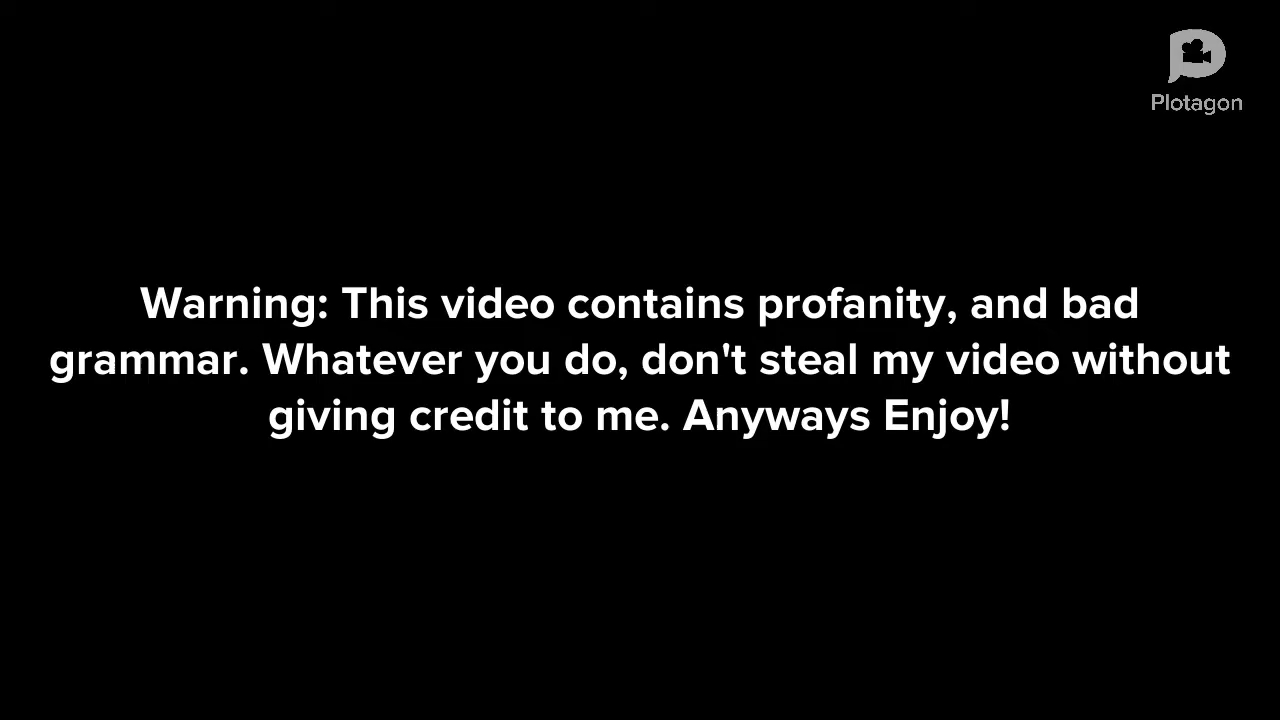 Plotagon
Warning: This video contains profanity, and bad
grammar. Whatever you do, don't steal my video without
giving credit to me. Anyways Enjoy!